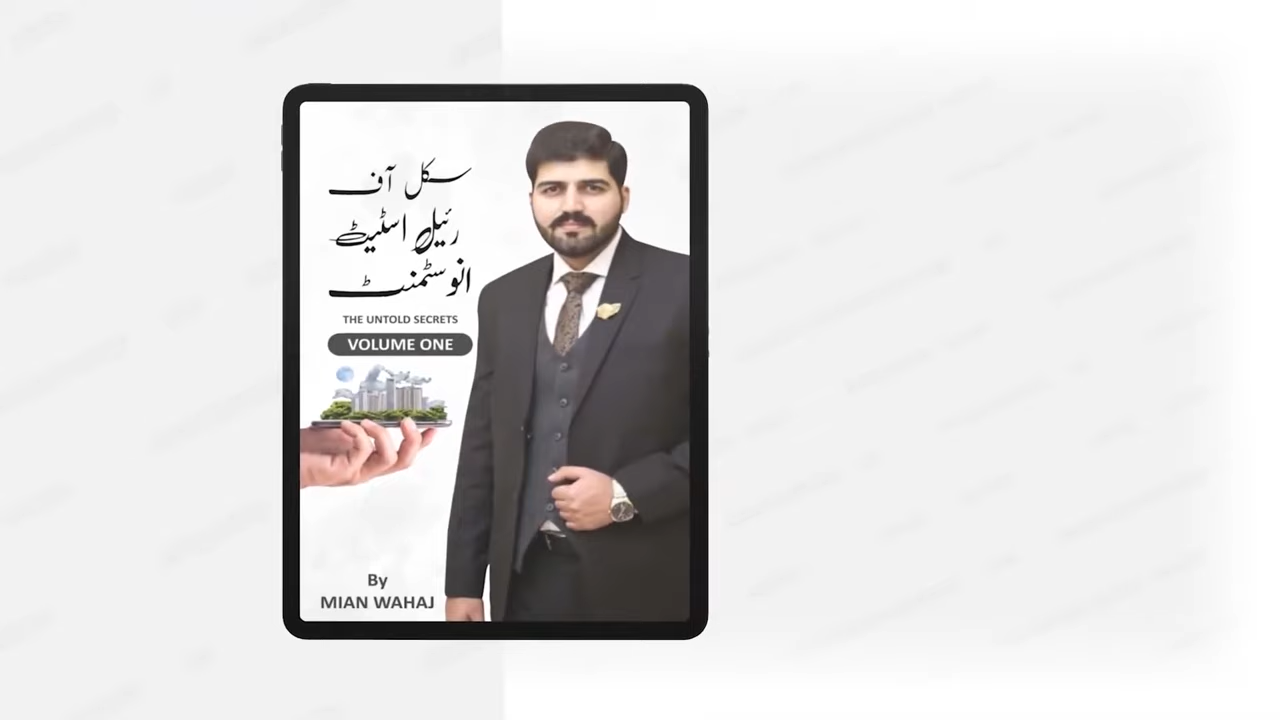 سکل آف
رئیل اسٹیٹ
انوسٹمنٹ
THE UNTOLD SECRETS
VOLUME ONE
By
MIAN WAHAJ